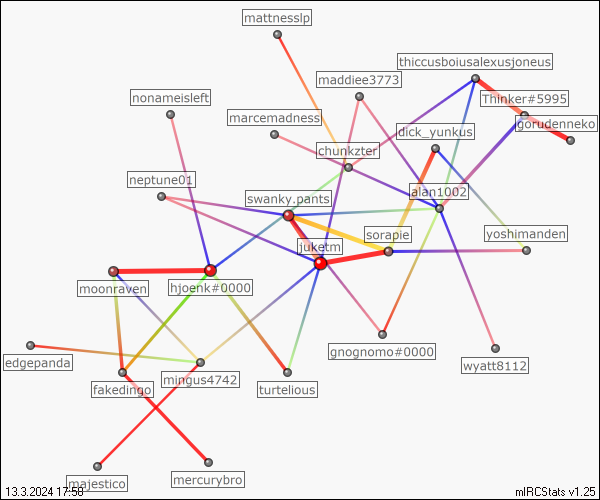 mattnesslp
thiccusboiusalexusjoneus
maddiee3773
nonameisleft
Thinker#5995
marcemadness
gorudenneko
dick_yunkus
chunkzter
neptune01
alan1002
swanky.pants
sorapie
yoshimanden
juketm
moonraven
hjoenk#0000
gnognomo#0000
edgepanda
wyatt8112
mingus4742
fakedingo
turtelious
mercurybro
majestico
13.3.2024 17:58
mIRCStats v1.25